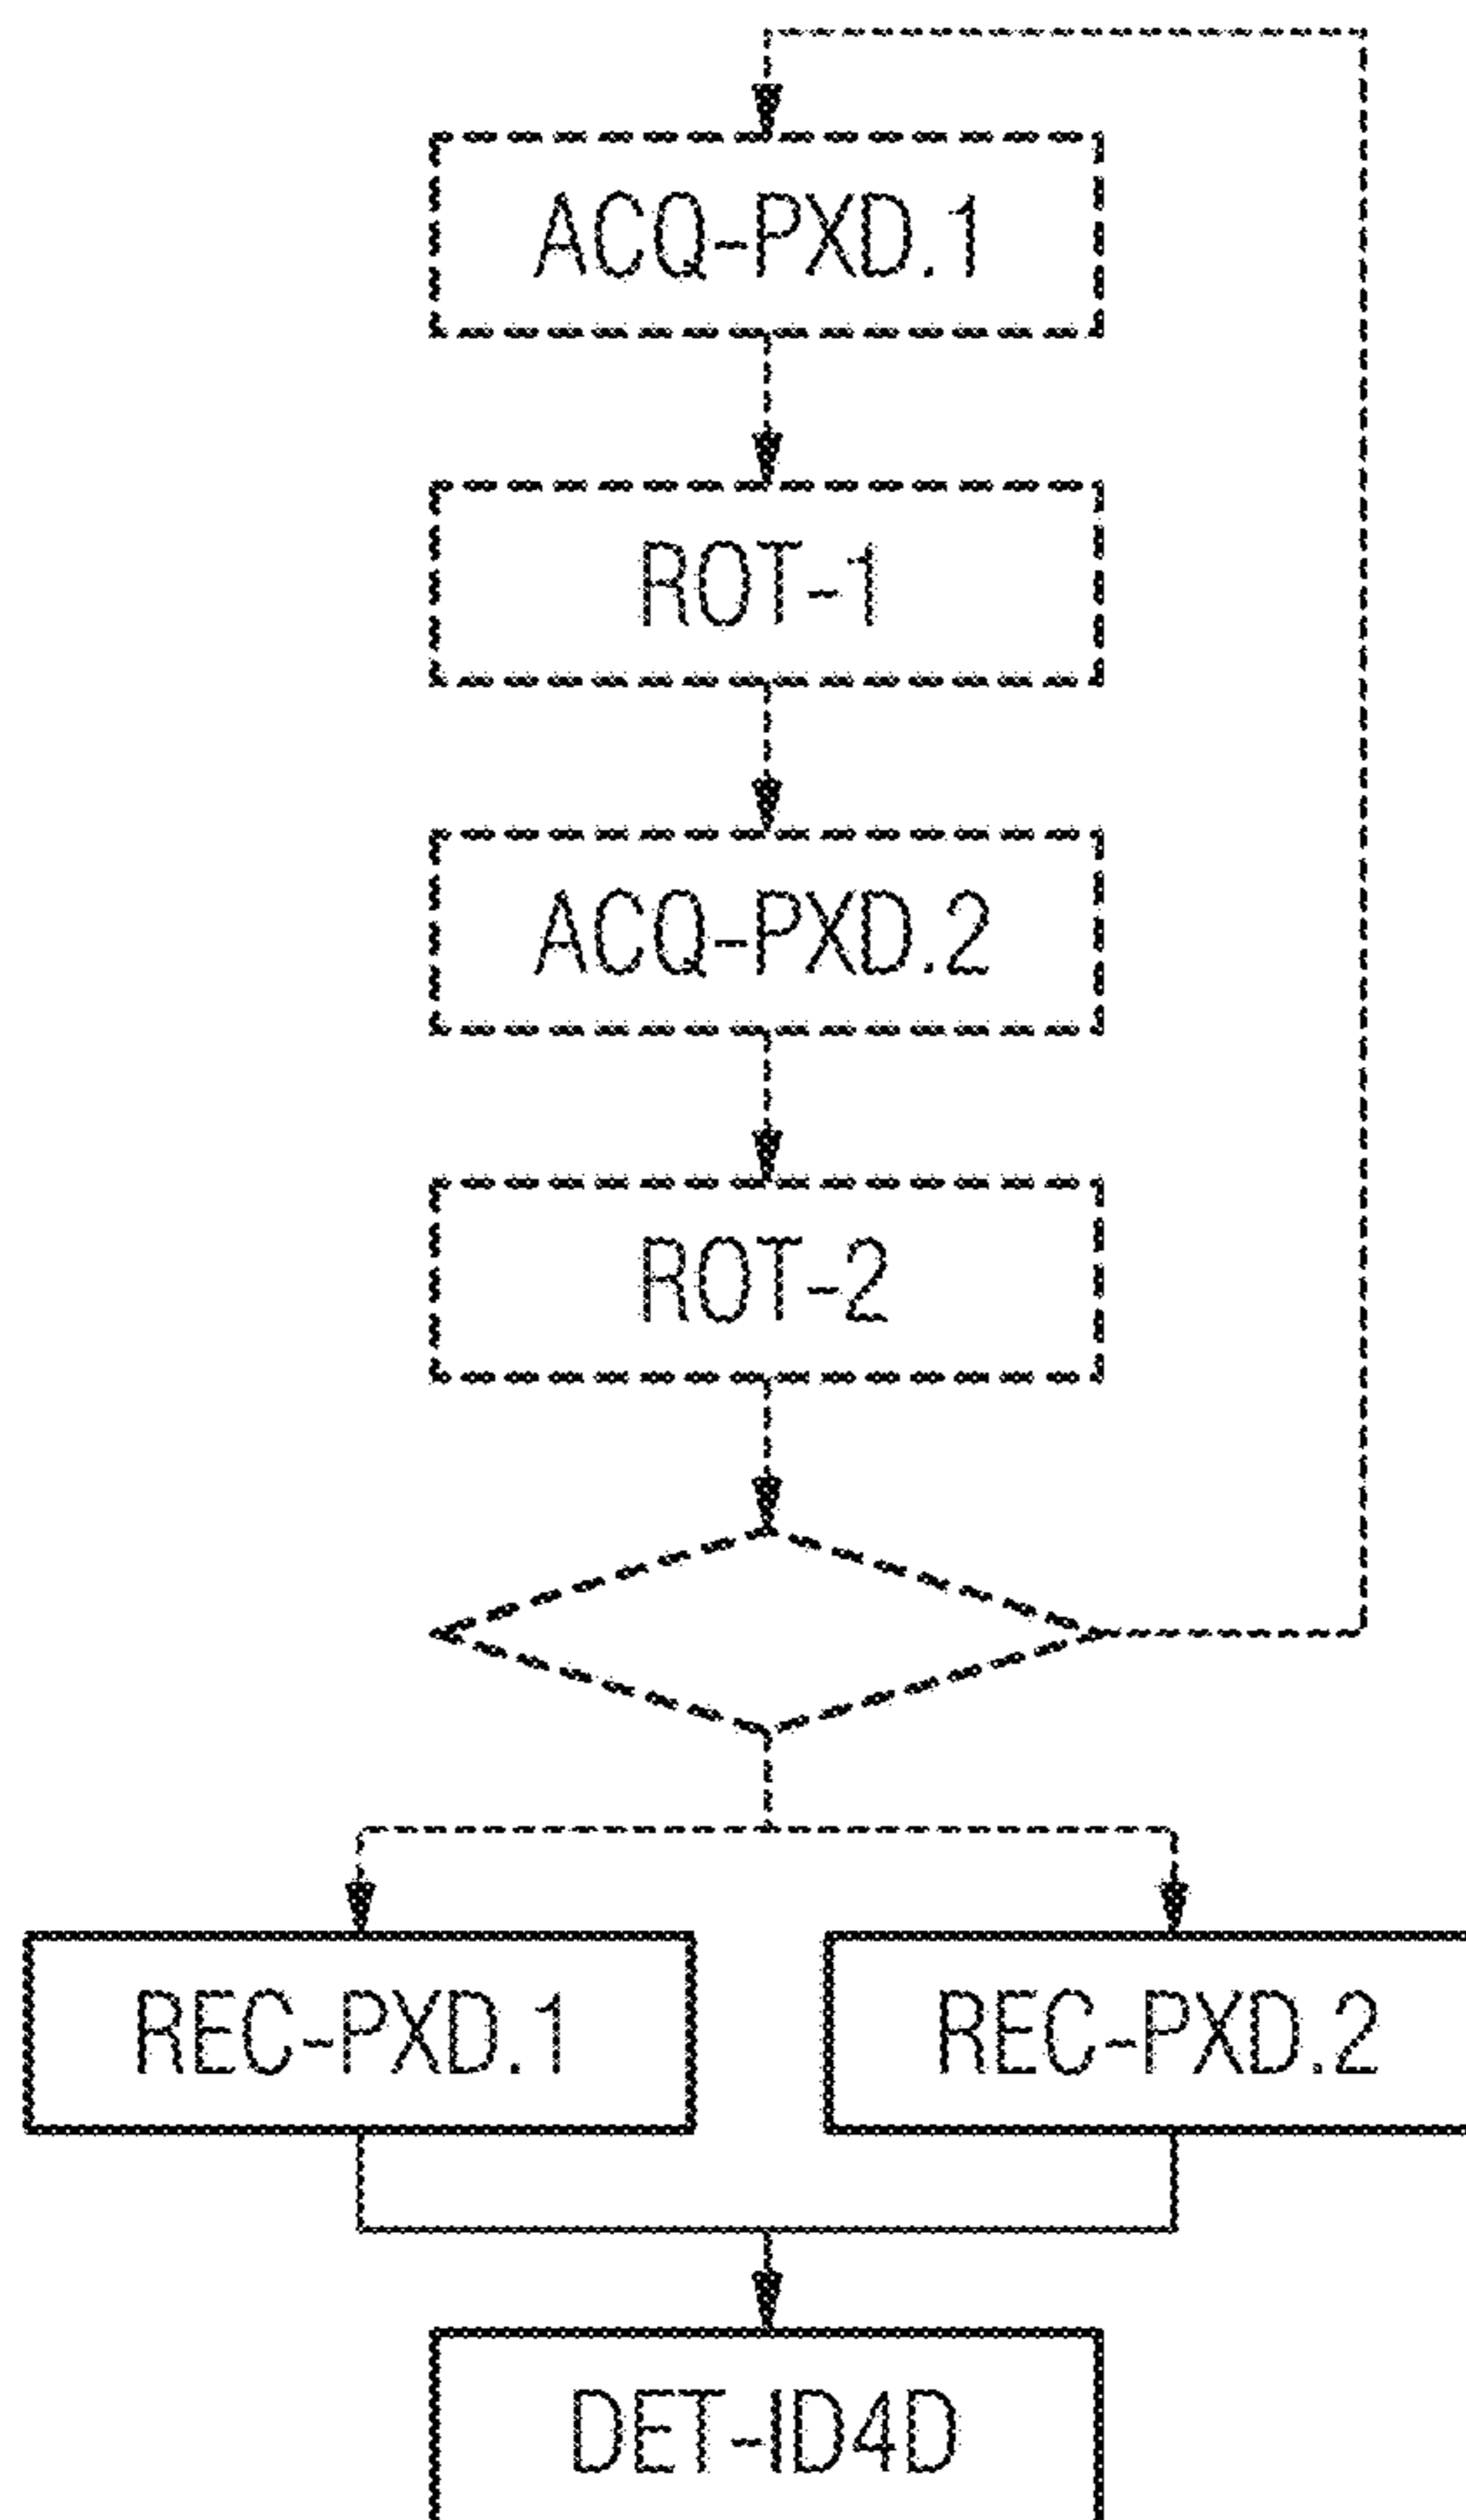 ACQ-PXD.1
ROT-1
ACQ-PXD.2
ROT-2
REC-PXD.1
REC-PXD.2
DET-ID4D